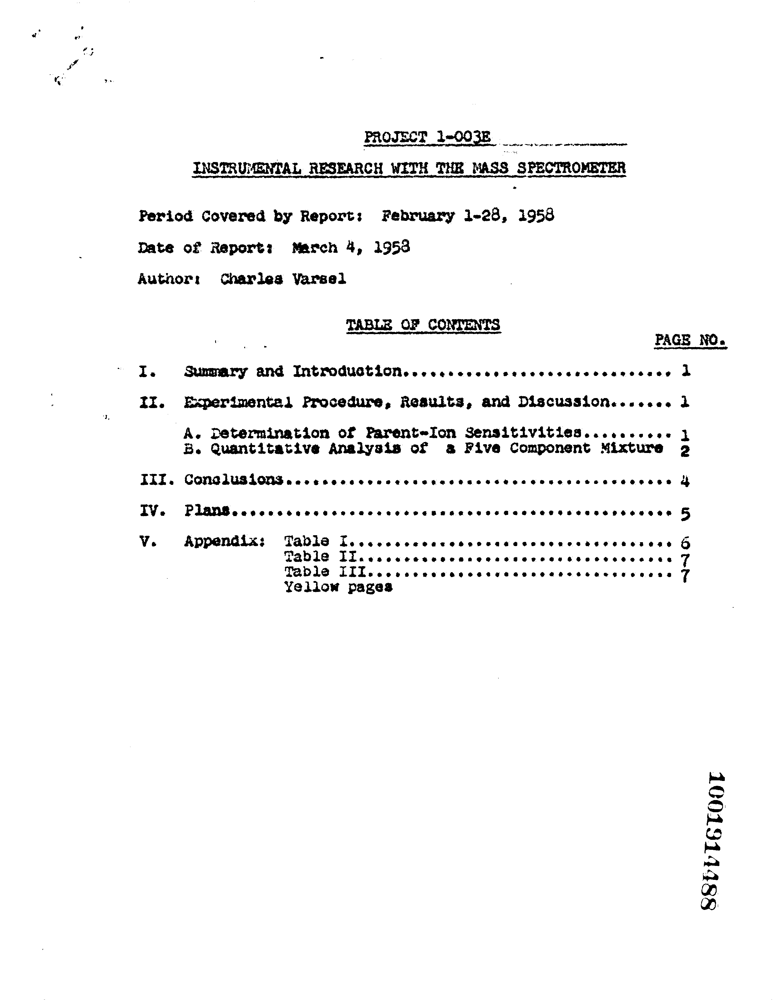 PROJECT 1-003E
INSTRUMENTAL RESEARCH WITH THE MASS SPECTROMETER
Period Covered by Report: February 1-28, 1958
Date of Report: March 4, 1958
Author: Charles Varsel
TABLE OF CONTENTS
PAGE NO.
I. Summary and Introduction.............................. 1
II. Experimental Procedure, Results, and Discussion....... 1
A. Determination of Parent-Ion Sensitivities.......... 1
B. Quantitative Analysis of a Five Component Mixture 2
III. Conclusions........................................... 4
IV. Plans................................................. 5
V. Appendix: Table I.................................... 6
Table II................................... 7
Table III.................................. 7
Yellow pages
1001914488